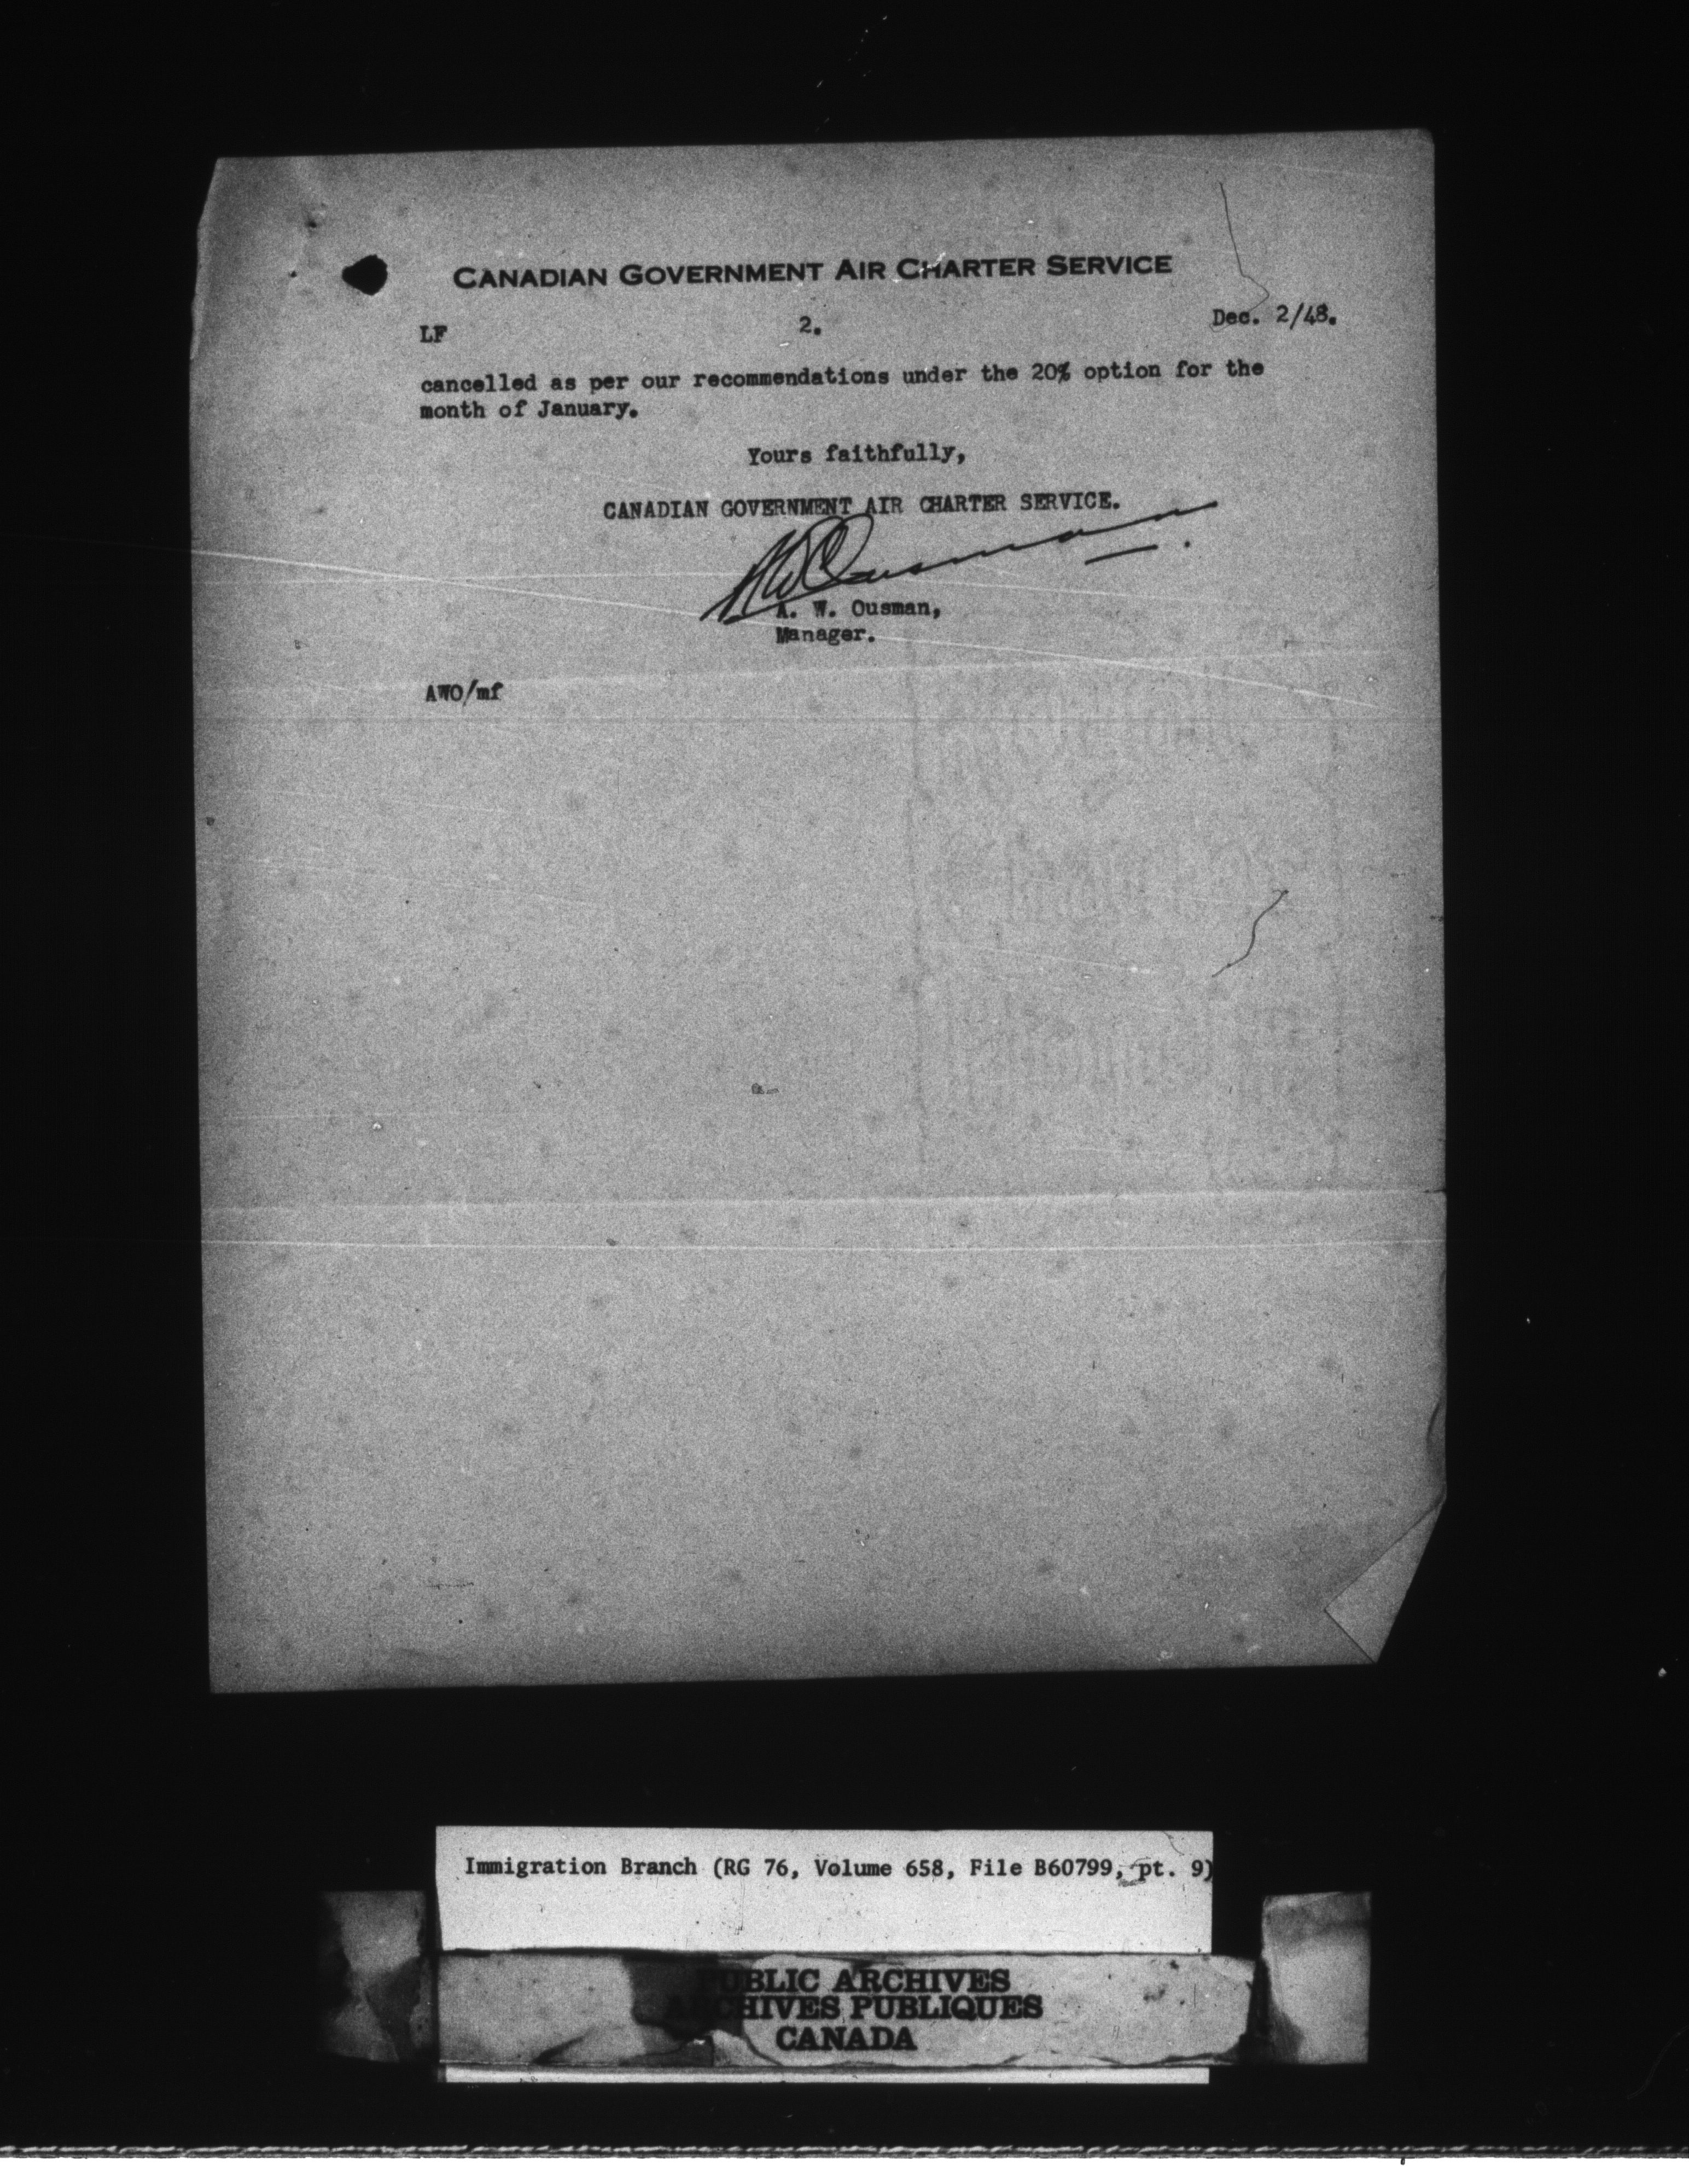 CANADIAN GOVERNMENT AIR CHARTER SERVICE
LF 2. Dec. 2/48.
cancelled as per our recommendations under the 20% option for the
month of January.
Yours faithfully,
CANADIAN GOVERNMENT AIR CHARTER SERVICE.
AWOusman
A. W. Ousman,
Manager.
AWO/mf
Immigration Branch (RG 76, Volume 658, File B60799, pt. 9)
PUBLIC ARCHIVES
ARCHIVES PUBLIQUES
CANADA